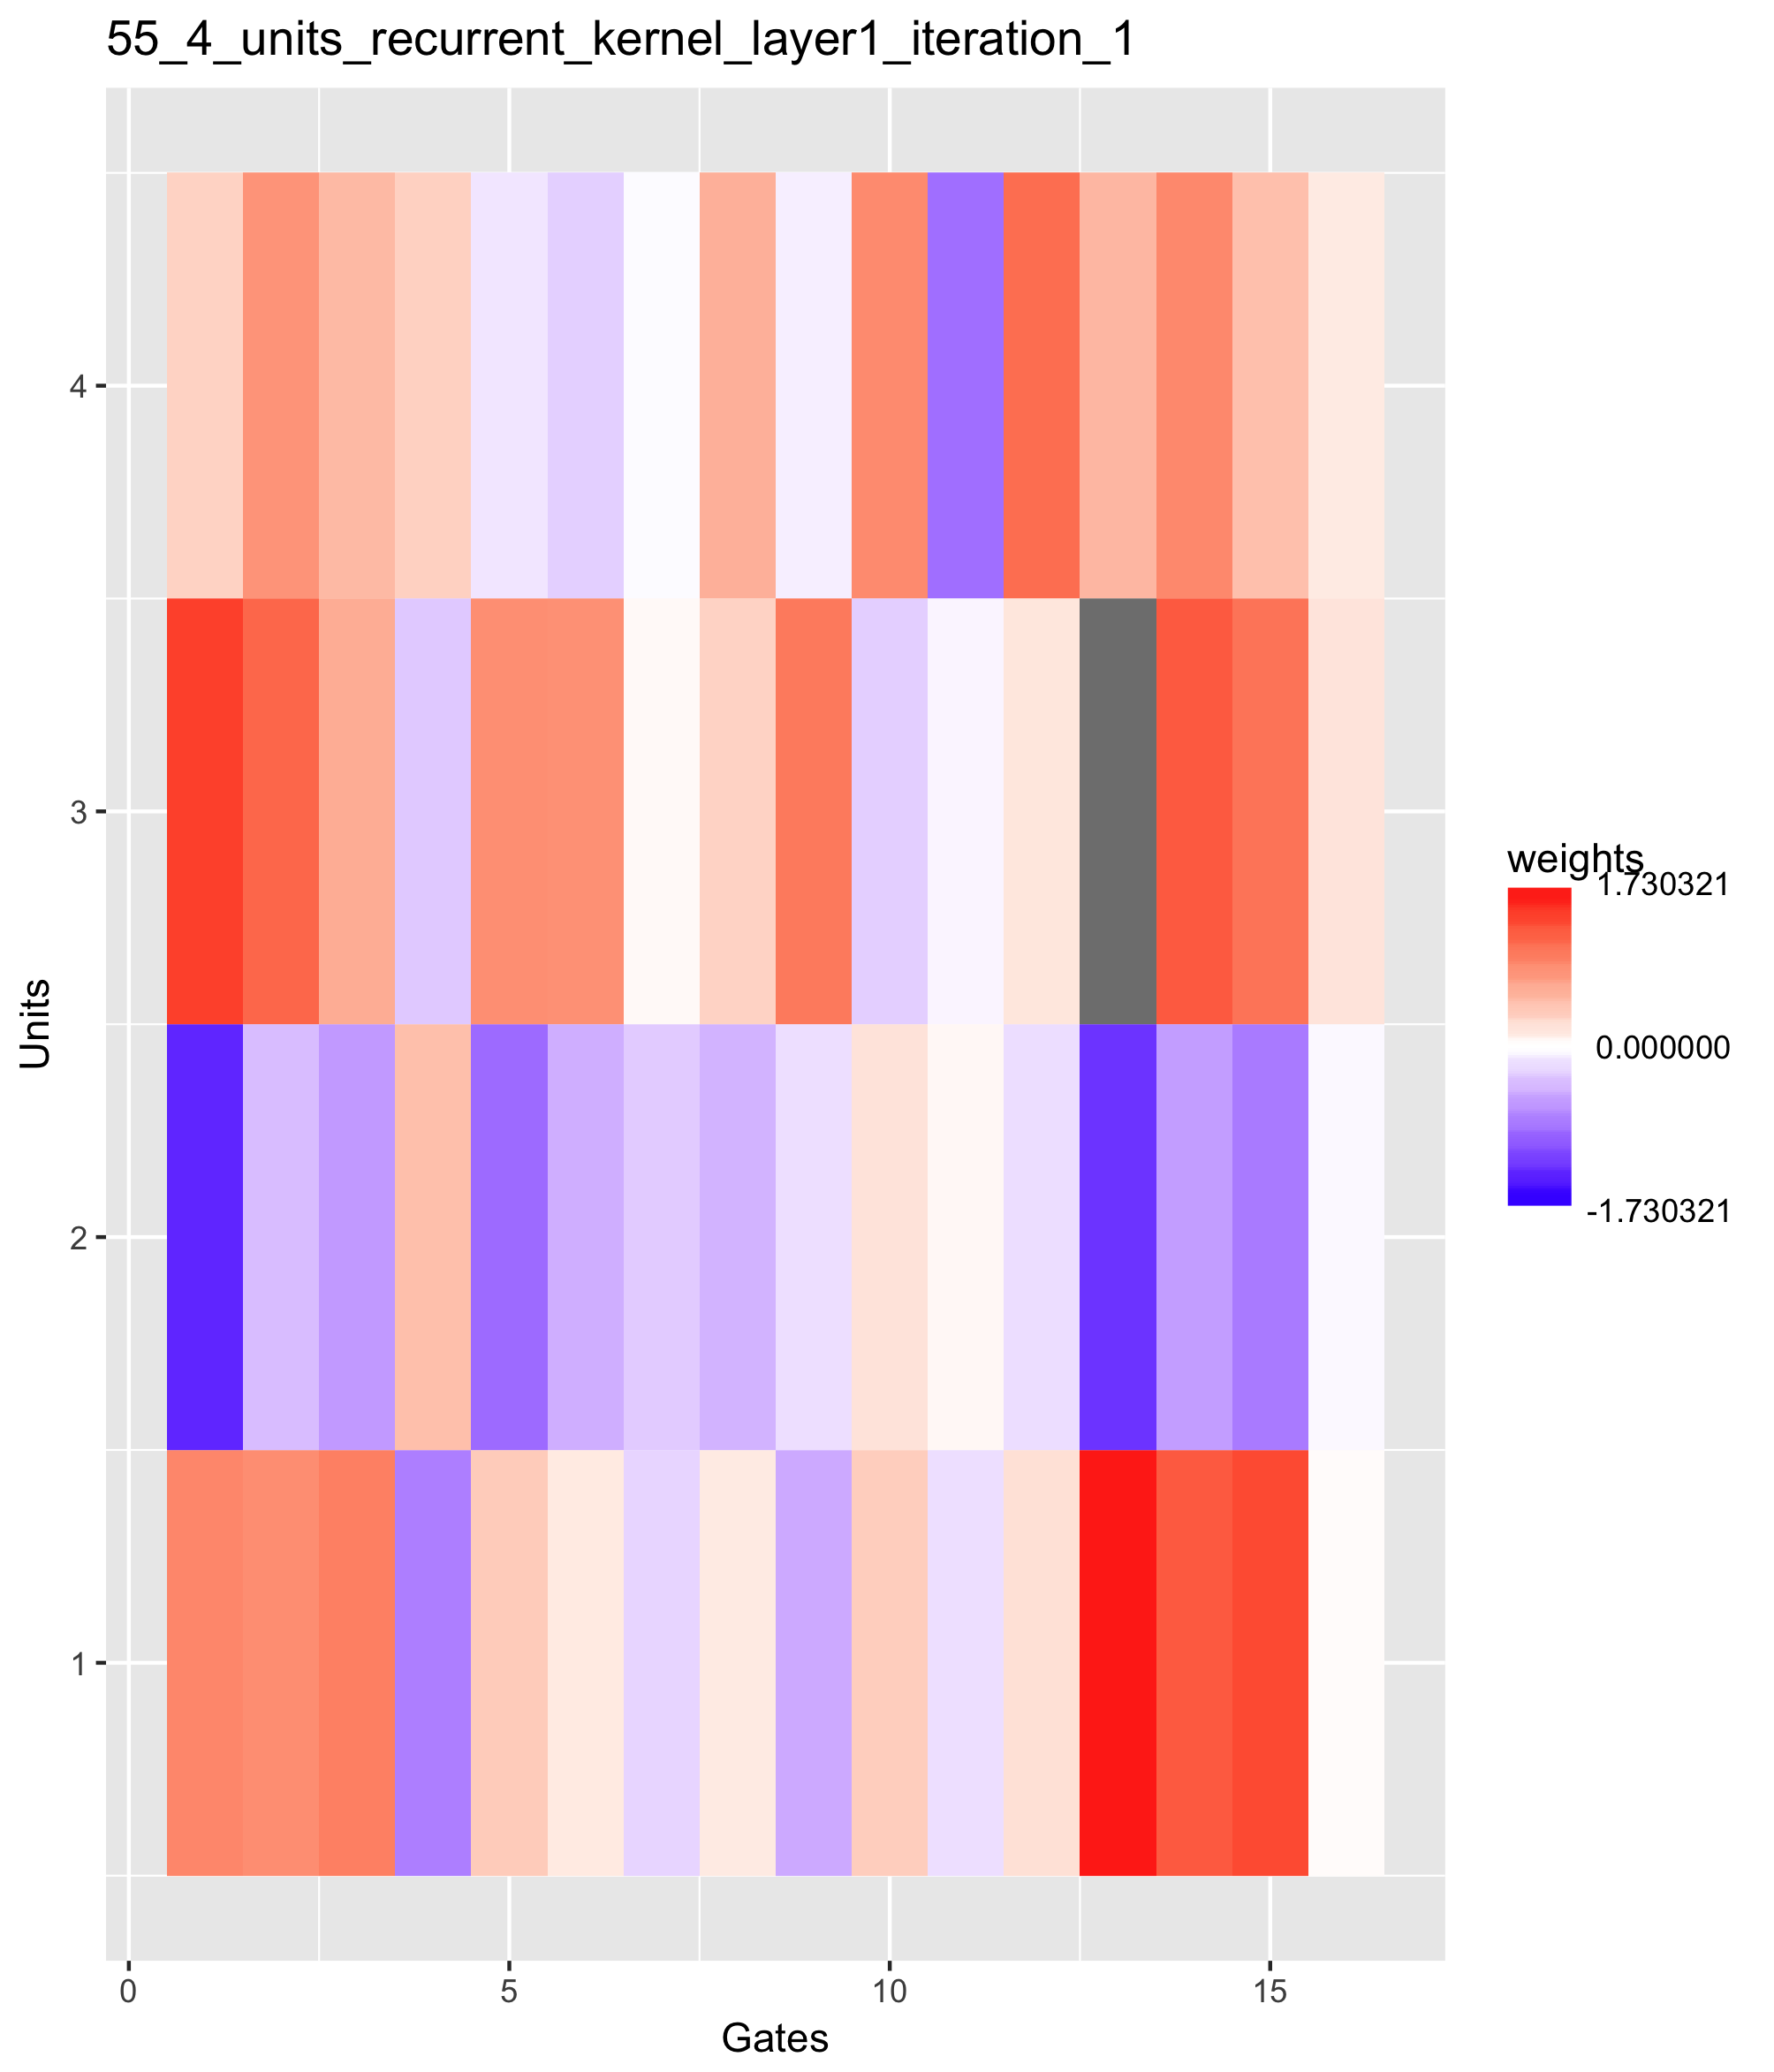 55_4_units_recurrent_kernel_layer1_iteration_1
Units
4
3
2
1
0
5
10
15
Gates
weights
1.730321
0.000000
-1.730321